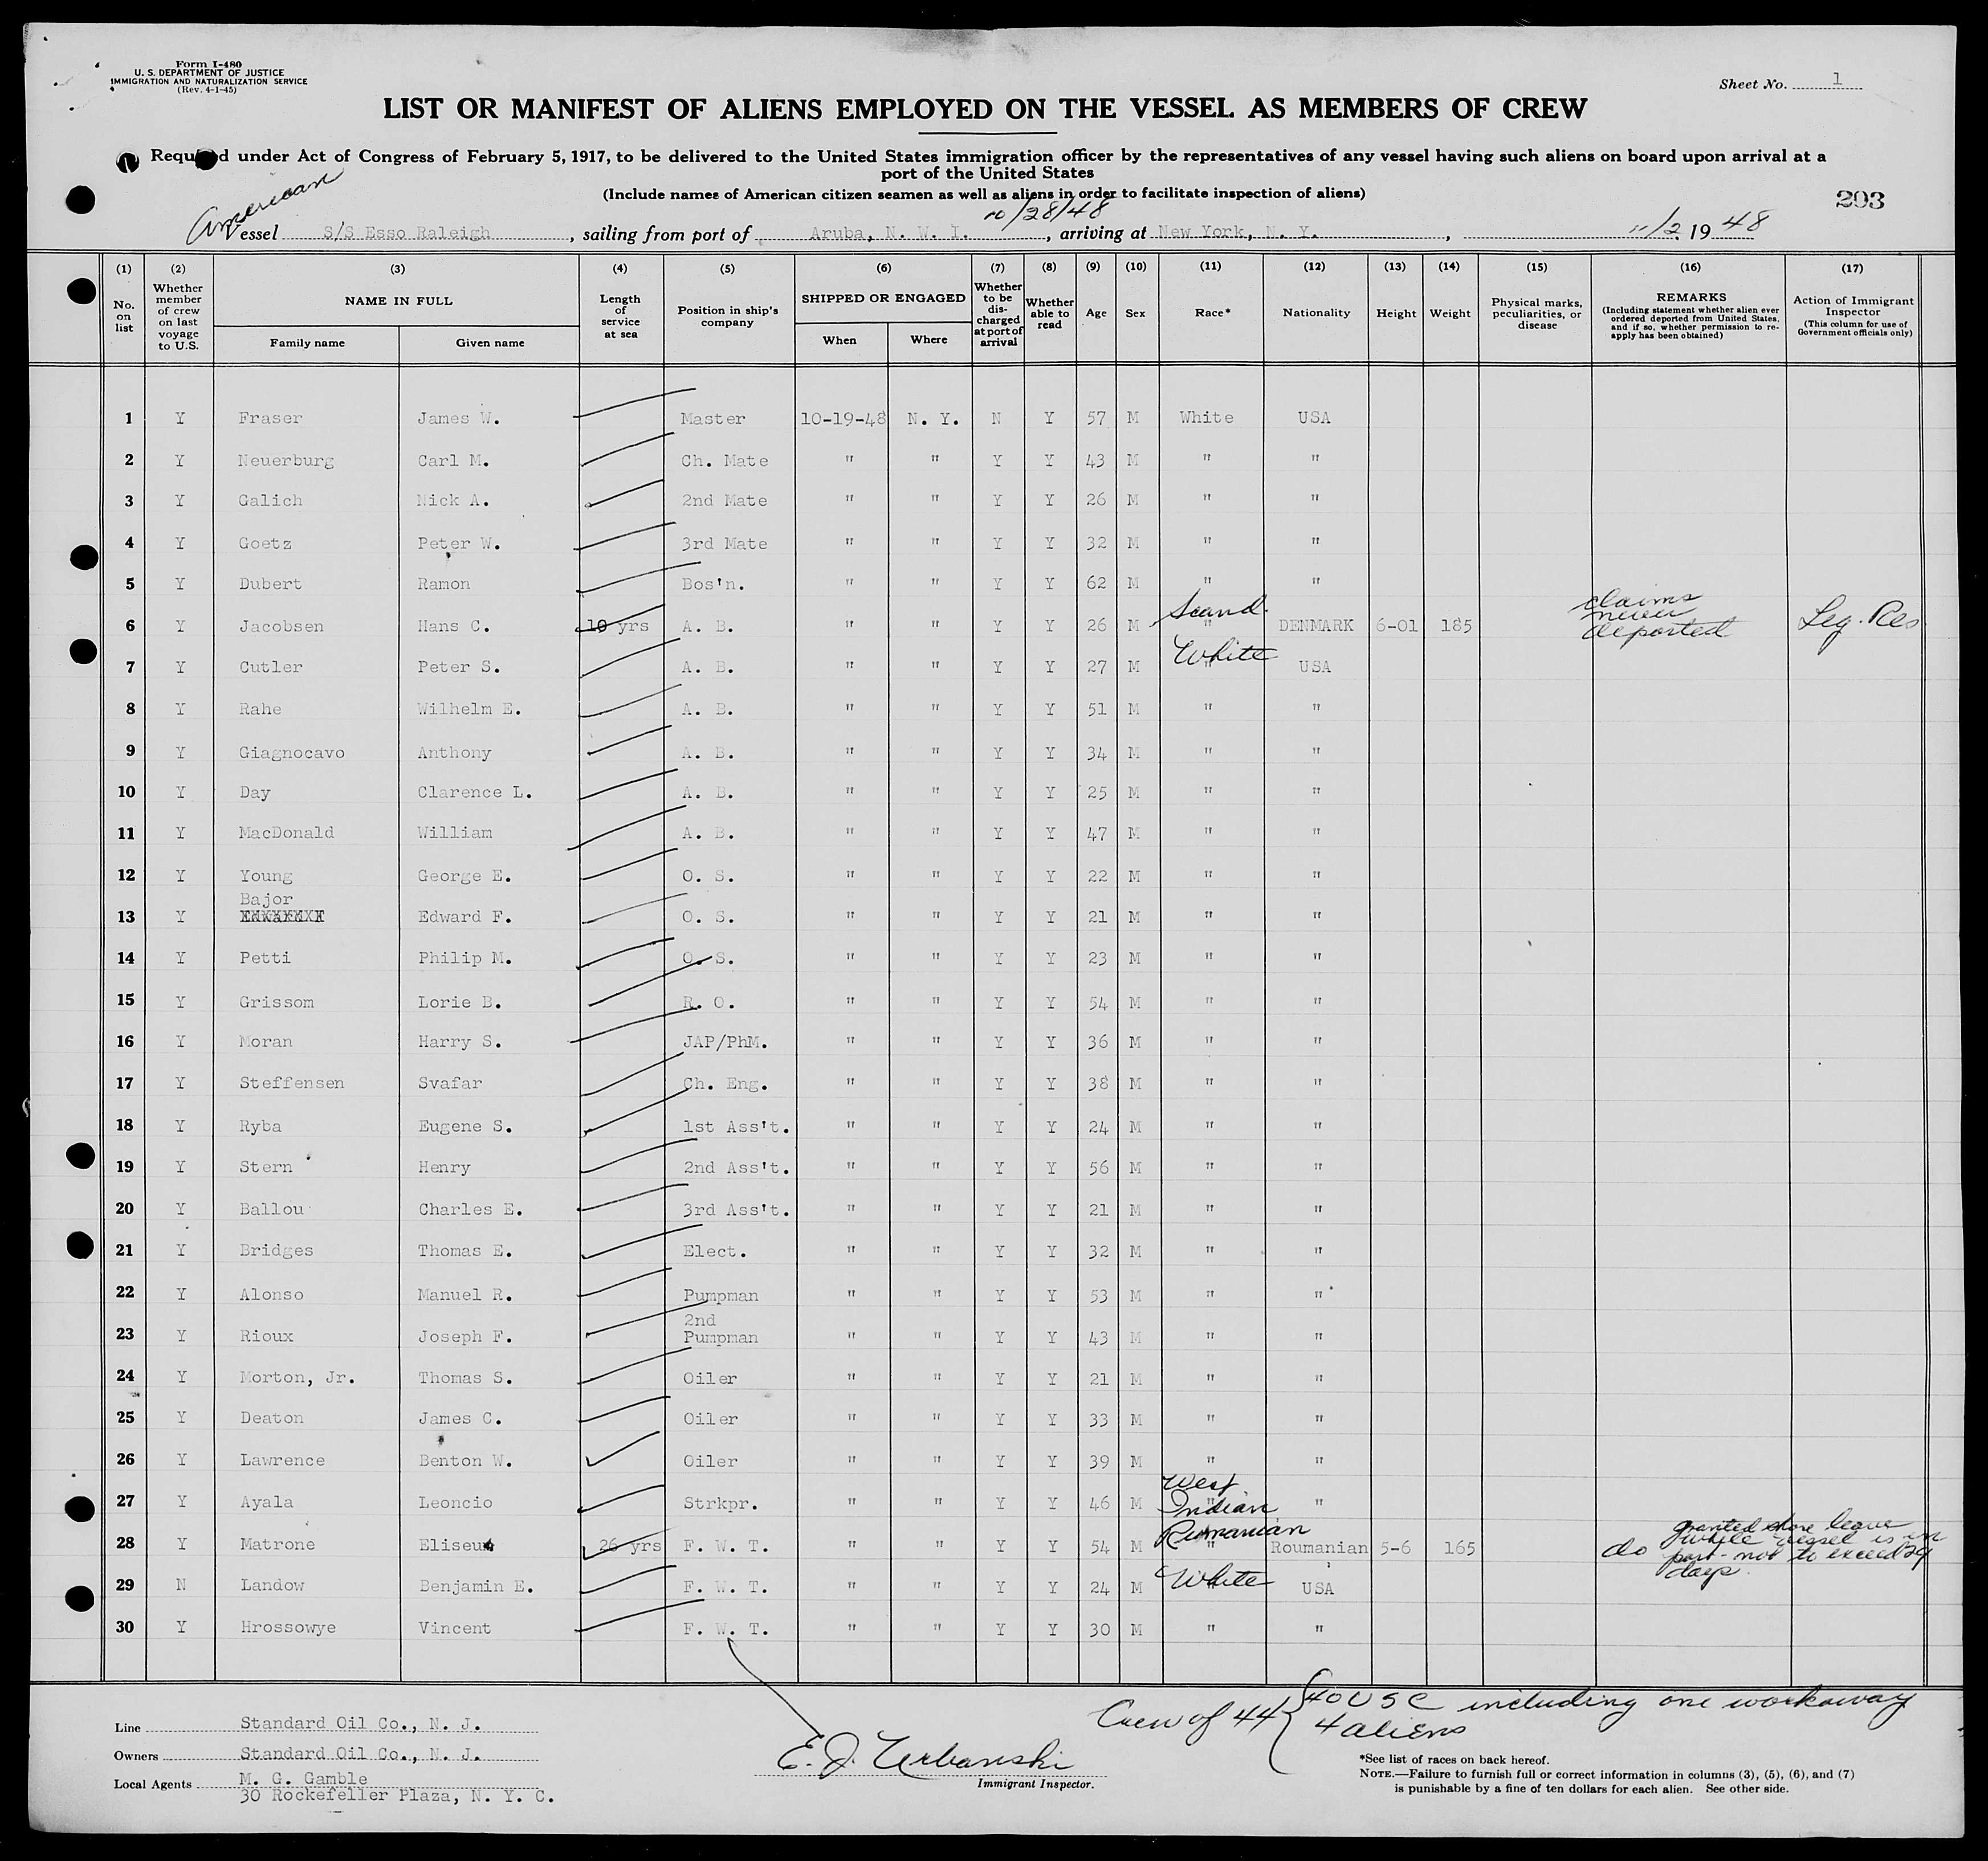 Form I-480
U. S. DEPARTMENT OF JUSTICE
IMMIGRATION AND NATURALIZATION SERVICE
(Rev. 4-1-45)
Sheet No. 1
LIST OR MANIFEST OF ALIENS EMPLOYED ON THE VESSEL AS MEMBERS OF CREW
Required under Act of Congress of February 5, 1917, to be delivered to the United States immigration officer by the representatives of any vessel having such aliens on board upon arrival at a
port of the United States
(Include names of American citizen seamen as well as aliens in order to facilitate inspection of aliens)
203
American
10/28/48
Vessel S/S Esso Raleigh, sailing from port of Aruba, N. W. I., arriving at New York, N. Y., 11/2 1948
(1) (2) (3) (4) (5) (6) (7) (8) (9) (10) (11) (12) (13) (14) (15) (16) (17)
No. on list
Whether member of crew on last voyage to U.S.
NAME IN FULL
Family name Given name
Length of service at sea
Position in ship's company
SHIPPED OR ENGAGED
When Where
Whether to be discharged at port of arrival
Whether able to read
Age
Sex
Race*
Nationality
Height
Weight
Physical marks, peculiarities, or disease
REMARKS
(Including statement whether alien ever ordered deported from United States, and if so, whether permission to reapply has been obtained)
Action of Immigrant Inspector
(This column for use of Government officials only)
1 Y Fraser James W. Master 10-19-48 N. Y. N Y 57 M White USA
2 Y Neuerburg Carl M. Ch. Mate " " Y Y 43 M " "
3 Y Galich Nick A. 2nd Mate " " Y Y 26 M " "
4 Y Goetz Peter W. 3rd Mate " " Y Y 32 M " "
5 Y Dubert Ramon Bos'n. " " Y Y 62 M " "
6 Y Jacobsen Hans C. 10 yrs A. B. " " Y Y 26 M " Scand. DENMARK 6-01 185 claims never deported Leg. Res
7 Y Cutler Peter S. A. B. " " Y Y 27 M " White USA
8 Y Rahe Wilhelm E. A. B. " " Y Y 51 M " "
9 Y Giagnocavo Anthony A. B. " " Y Y 34 M " "
10 Y Day Clarence L. A. B. " " Y Y 25 M " "
11 Y MacDonald William A. B. " " Y Y 47 M " "
12 Y Young George E. O. S. " " Y Y 22 M " "
13 Y Bajor Edward F. O. S. " " Y Y 21 M " "
14 Y Petti Philip M. O. S. " " Y Y 23 M " "
15 Y Grissom Lorie B. R. O. " " Y Y 54 M " "
16 Y Moran Harry S. JAP/PhM. " " Y Y 36 M " "
17 Y Steffensen Svafar Ch. Eng. " " Y Y 38 M " "
18 Y Ryba Eugene S. 1st Ass't. " " Y Y 24 M " "
19 Y Stern Henry 2nd Ass't. " " Y Y 56 M " "
20 Y Ballou Charles E. 3rd Ass't. " " Y Y 21 M " "
21 Y Bridges Thomas E. Elect. " " Y Y 32 M " "
22 Y Alonso Manuel R. Pumpman " " Y Y 53 M " "
23 Y Rioux Joseph F. 2nd Pumpman " " Y Y 43 M " "
24 Y Morton, Jr. Thomas S. Oiler " " Y Y 21 M " "
25 Y Deaton James C. Oiler " " Y Y 33 M " "
26 Y Lawrence Benton W. Oiler " " Y Y 39 M " "
27 Y Ayala Leoncio Strkpr. " " Y Y 46 M " West Indian "
28 Y Matrone Eliseu 26 yrs F. W. T. " " Y Y 54 M " Rumanian Roumanian 5-6 165 do granted shore leave while vessel is in port - not to exceed 29 days.
29 N Landow Benjamin E. F. W. T. " " Y Y 24 M " White USA
30 Y Hrossowye Vincent F. W. T. " " Y Y 30 M " "
Line Standard Oil Co., N. J.
Owners Standard Oil Co., N. J.
Local Agents M. G. Gamble
30 Rockefeller Plaza, N. Y. C.
E. J. Urbanski
Immigrant Inspector.
Crew of 44 { 40 USC including one workaway
4 aliens
*See list of races on back hereof.
NOTE.—Failure to furnish full or correct information in columns (3), (5), (6), and (7)
is punishable by a fine of ten dollars for each alien. See other side.